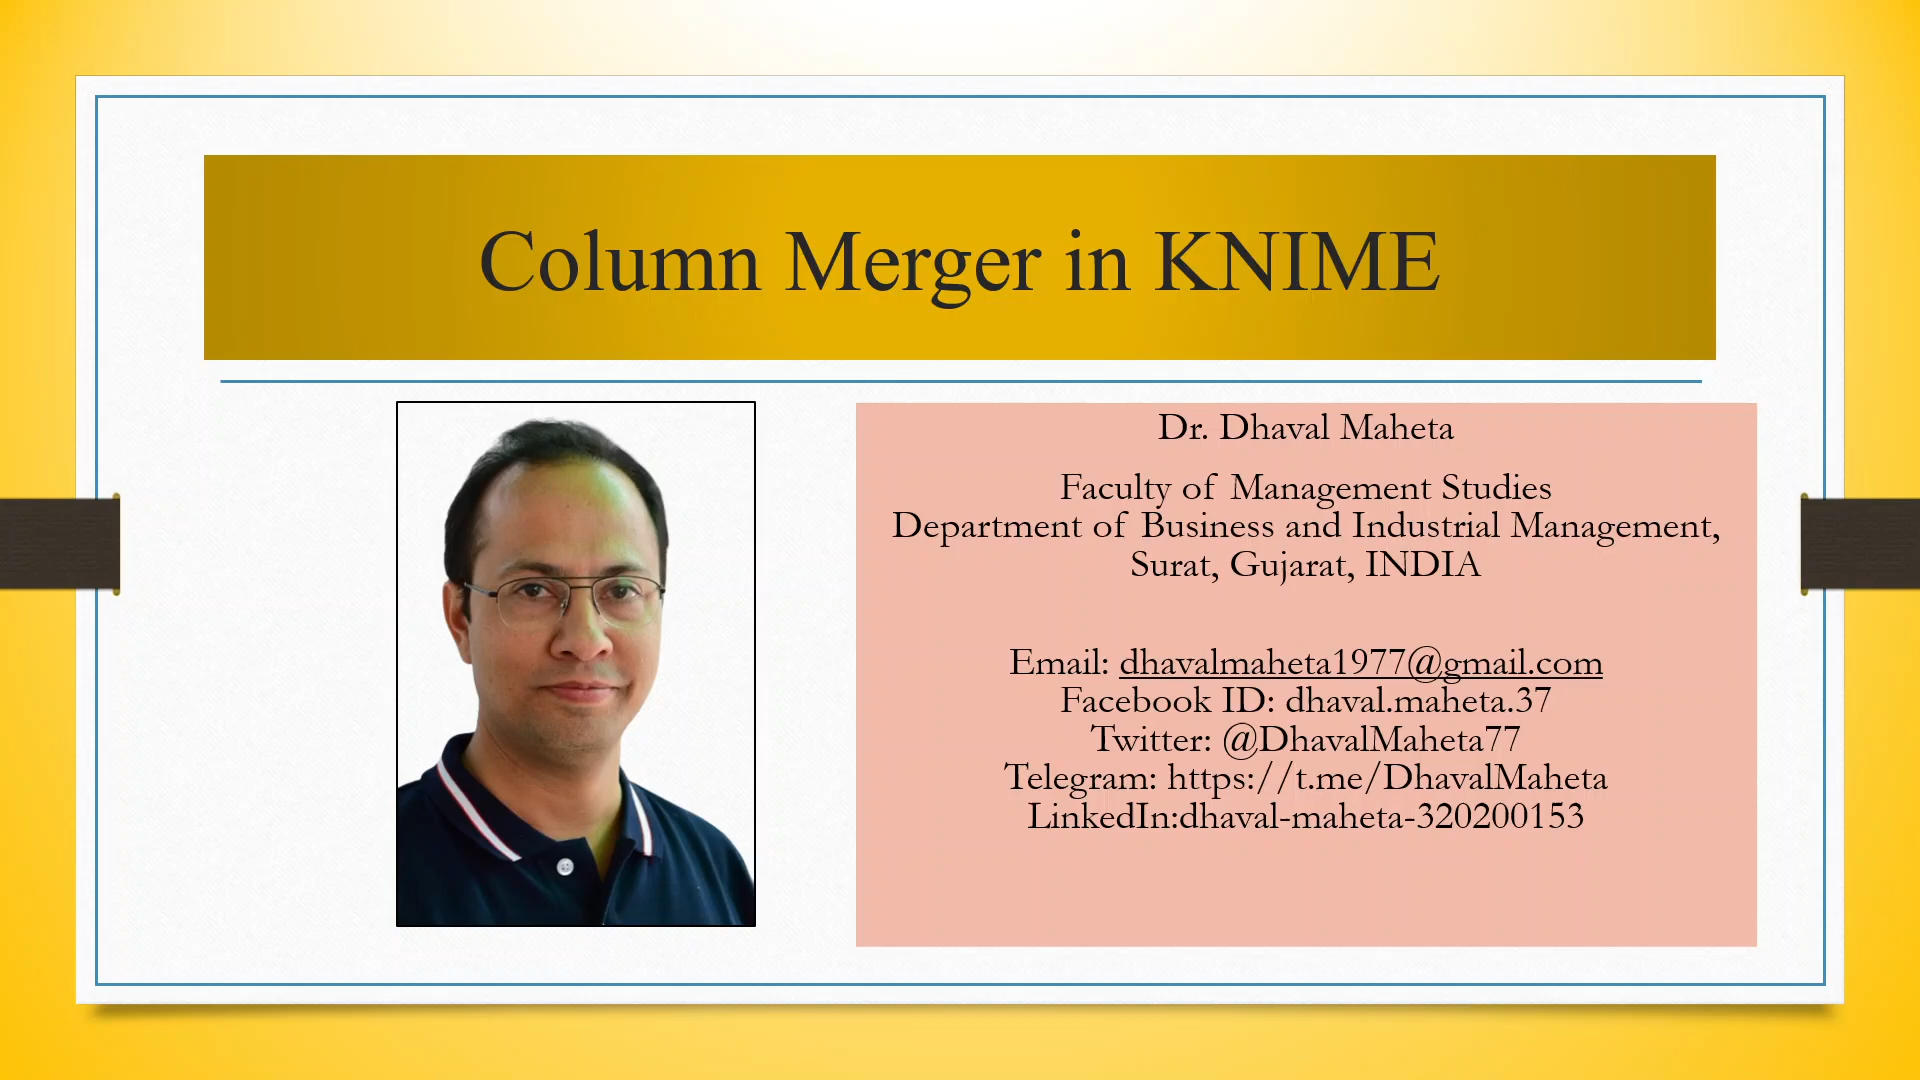 Column Merger in KNIME
Dr. Dhaval Maheta
Faculty of Management Studies
Department of Business and Industrial Management,
Surat, Gujarat, INDIA
Email: dhavalmaheta1977@gmail.com
Facebook ID: dhaval.maheta.37
Twitter: @DhavalMaheta77
Telegram: https://t.me/DhavalMaheta
LinkedIn:dhaval-maheta-320200153